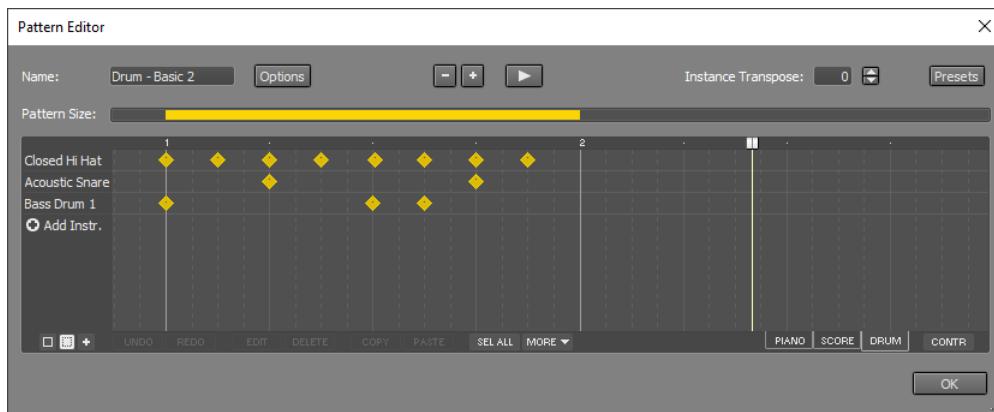 Pattern Editor
Name: Drum - Basic 2 Options - + Instance Transpose: 0 Presets
Pattern Size:
1 2
Closed Hi Hat
Acoustic Snare
Bass Drum 1
Add Instr.
UNDO REDO EDIT DELETE COPY PASTE SEL ALL MORE PIANO SCORE DRUM CONTR
OK